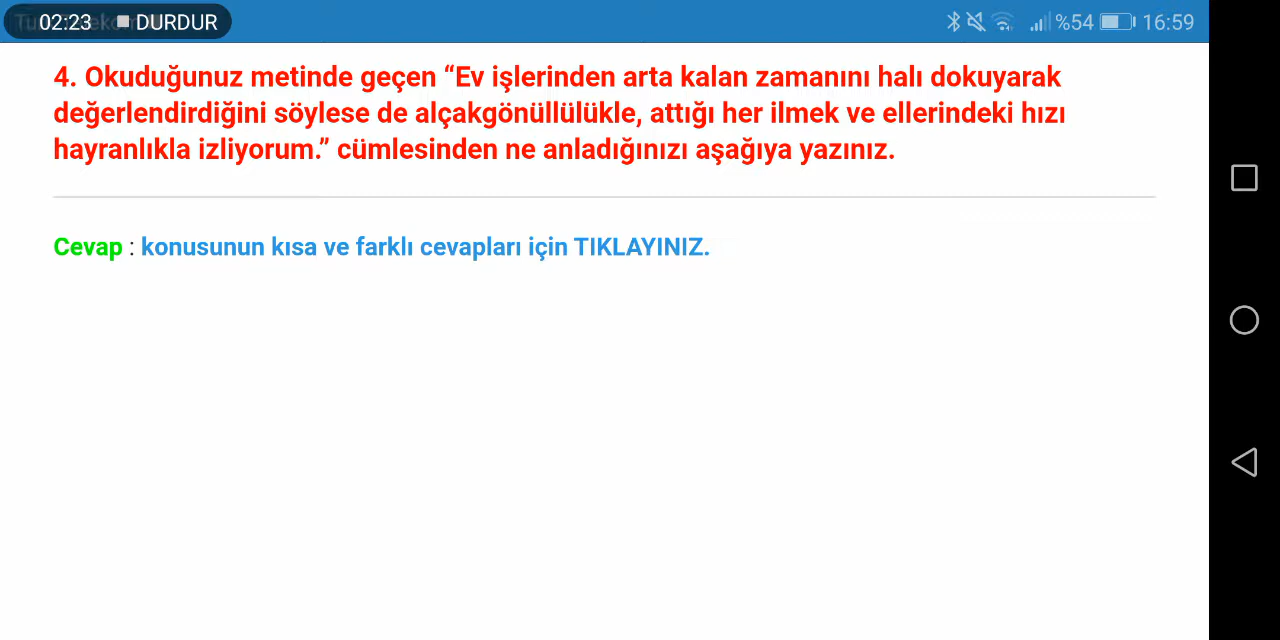 02:23 DURDUR %54 16:59
4. Okuduğunuz metinde geçen “Ev işlerinden arta kalan zamanını halı dokuyarak
değerlendirdiğini söylese de alçakgönüllülükle, attığı her ilmek ve ellerindeki hızı
hayranlıkla izliyorum.” cümlesinden ne anladığınızı aşağıya yazınız.
Cevap : konusunun kısa ve farklı cevapları için TIKLAYINIZ.